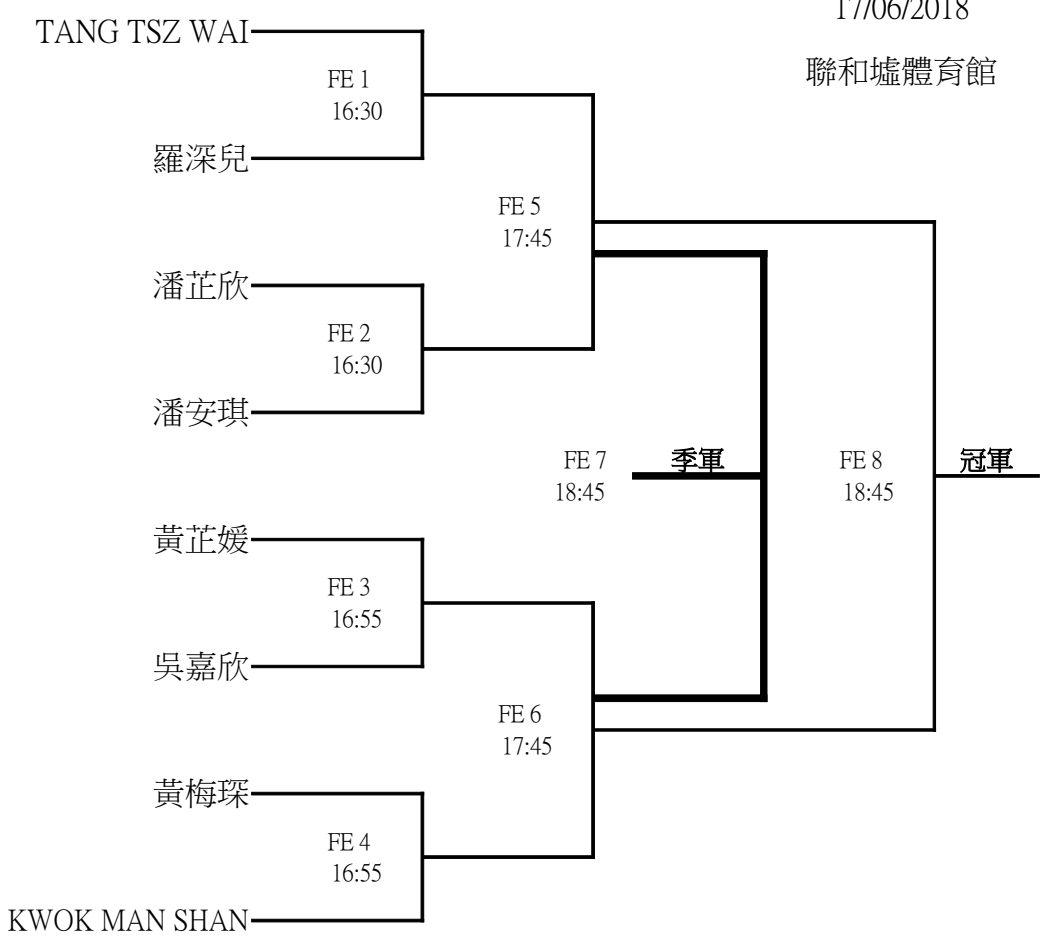 17/06/2018
聯和墟體育館
TANG TSZ WAI
FE 1
16:30
羅深兒
FE 5
17:45
潘芷欣
FE 2
16:30
潘安琪
FE 7
18:45
季軍
FE 8
18:45
冠軍
黃芷媛
FE 3
16:55
吳嘉欣
FE 6
17:45
黃梅琛
FE 4
16:55
KWOK MAN SHAN